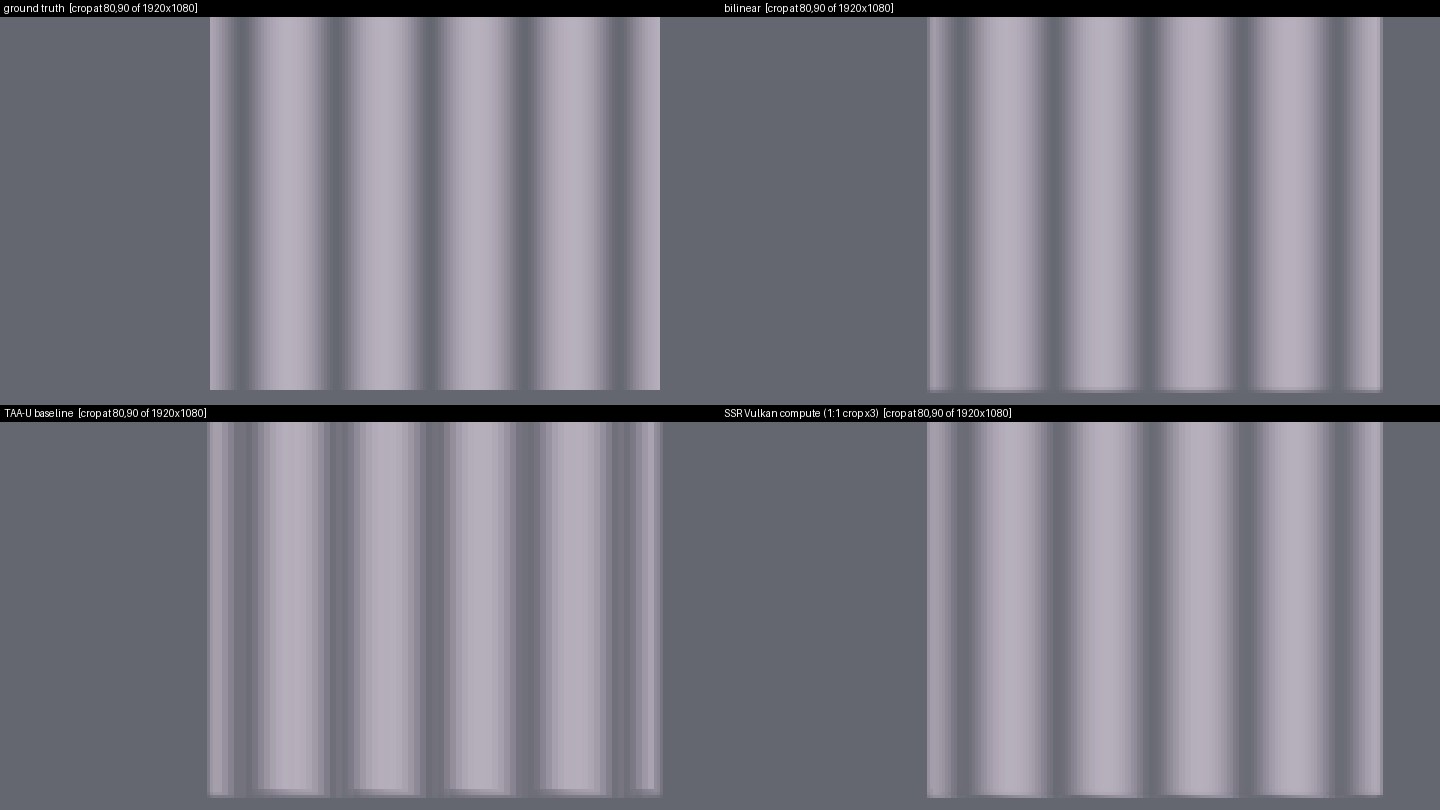 ground truth [crop at 80,90 of 1920x1080]
bilinear [crop at 80,90 of 1920x1080]
TAA-U baseline [crop at 80,90 of 1920x1080]
SSR Vulkan compute (1:1 crop x3) [crop at 80,90 of 1920x1080]